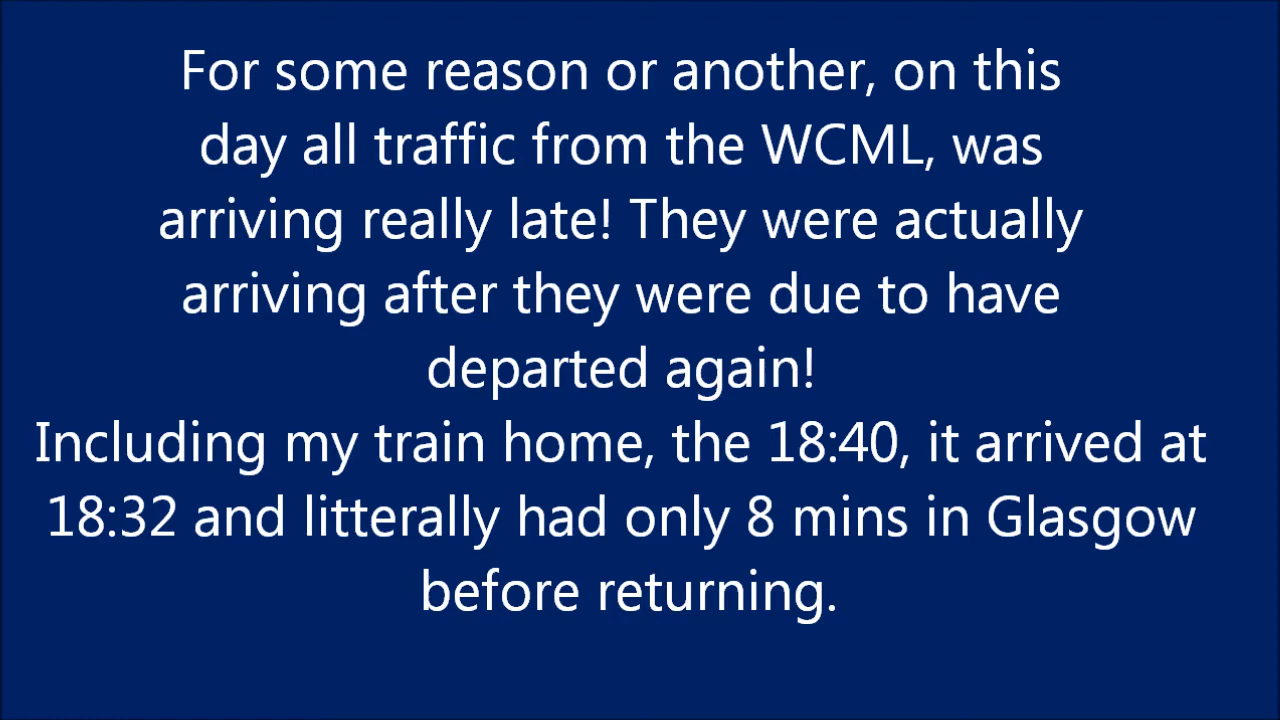 For some reason or another, on this
day all traffic from the WCML, was
arriving really late! They were actually
arriving after they were due to have
departed again!
Including my train home, the 18:40, it arrived at
18:32 and litterally had only 8 mins in Glasgow
before returning.